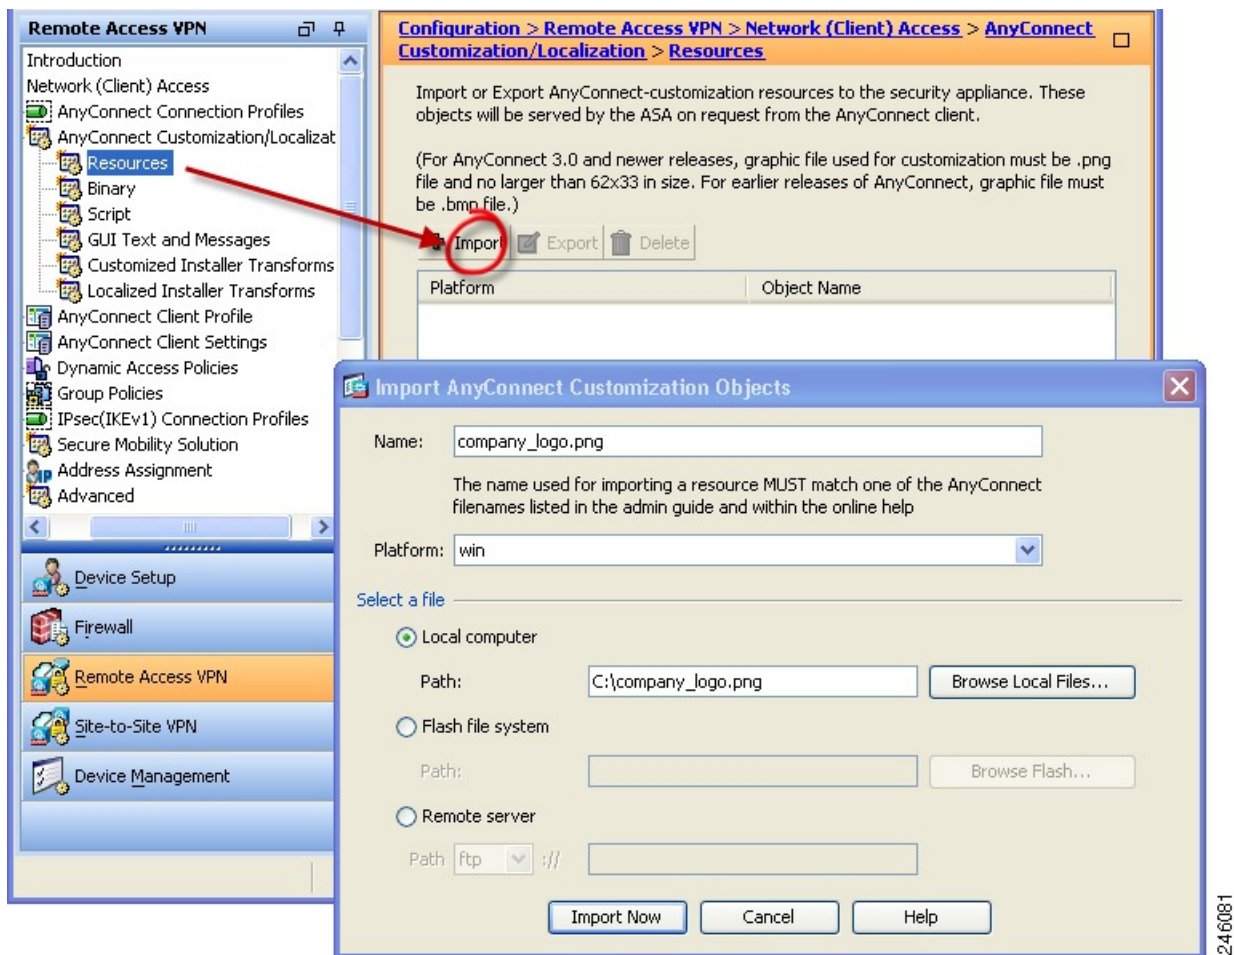 Remote Access VPN
Introduction
Network (Client) Access
AnyConnect Connection Profiles
AnyConnect Customization/Localizat
Resources
Binary
Script
GUI Text and Messages
Customized Installer Transforms
Localized Installer Transforms
AnyConnect Client Profile
AnyConnect Client Settings
Dynamic Access Policies
Group Policies
IPsec(IKEv1) Connection Profiles
Secure Mobility Solution
Address Assignment
Advanced
Device Setup
Firewall
Remote Access VPN
Site-to-Site VPN
Device Management
Configuration > Remote Access VPN > Network (Client) Access > AnyConnect
Customization/Localization > Resources
Import or Export AnyConnect-customization resources to the security appliance. These
objects will be served by the ASA on request from the AnyConnect client.
(For AnyConnect 3.0 and newer releases, graphic file used for customization must be .png
file and no larger than 62x33 in size. For earlier releases of AnyConnect, graphic file must
be .bmp file.)
Import Export Delete
Platform Object Name
Import AnyConnect Customization Objects
Name: company_logo.png
The name used for importing a resource MUST match one of the AnyConnect
filenames listed in the admin guide and within the online help
Platform: win
Select a file
Local computer
Path: C:\company_logo.png Browse Local Files...
Flash file system
Path: Browse Flash...
Remote server
Path ftp ://
Import Now Cancel Help
246081